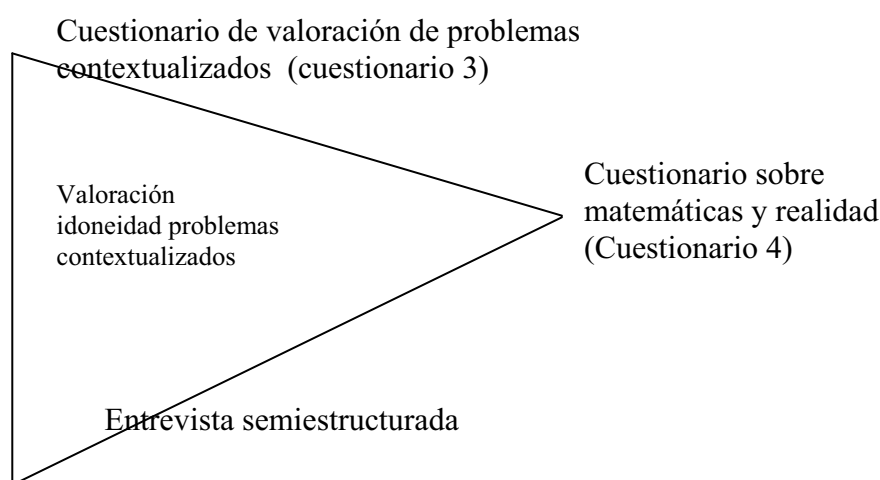 Cuestionario de valoración de problemas
contextualizados (cuestionario 3)
Valoración
idoneidad problemas
contextualizados
Cuestionario sobre
matemáticas y realidad
(Cuestionario 4)
Entrevista semiestructurada